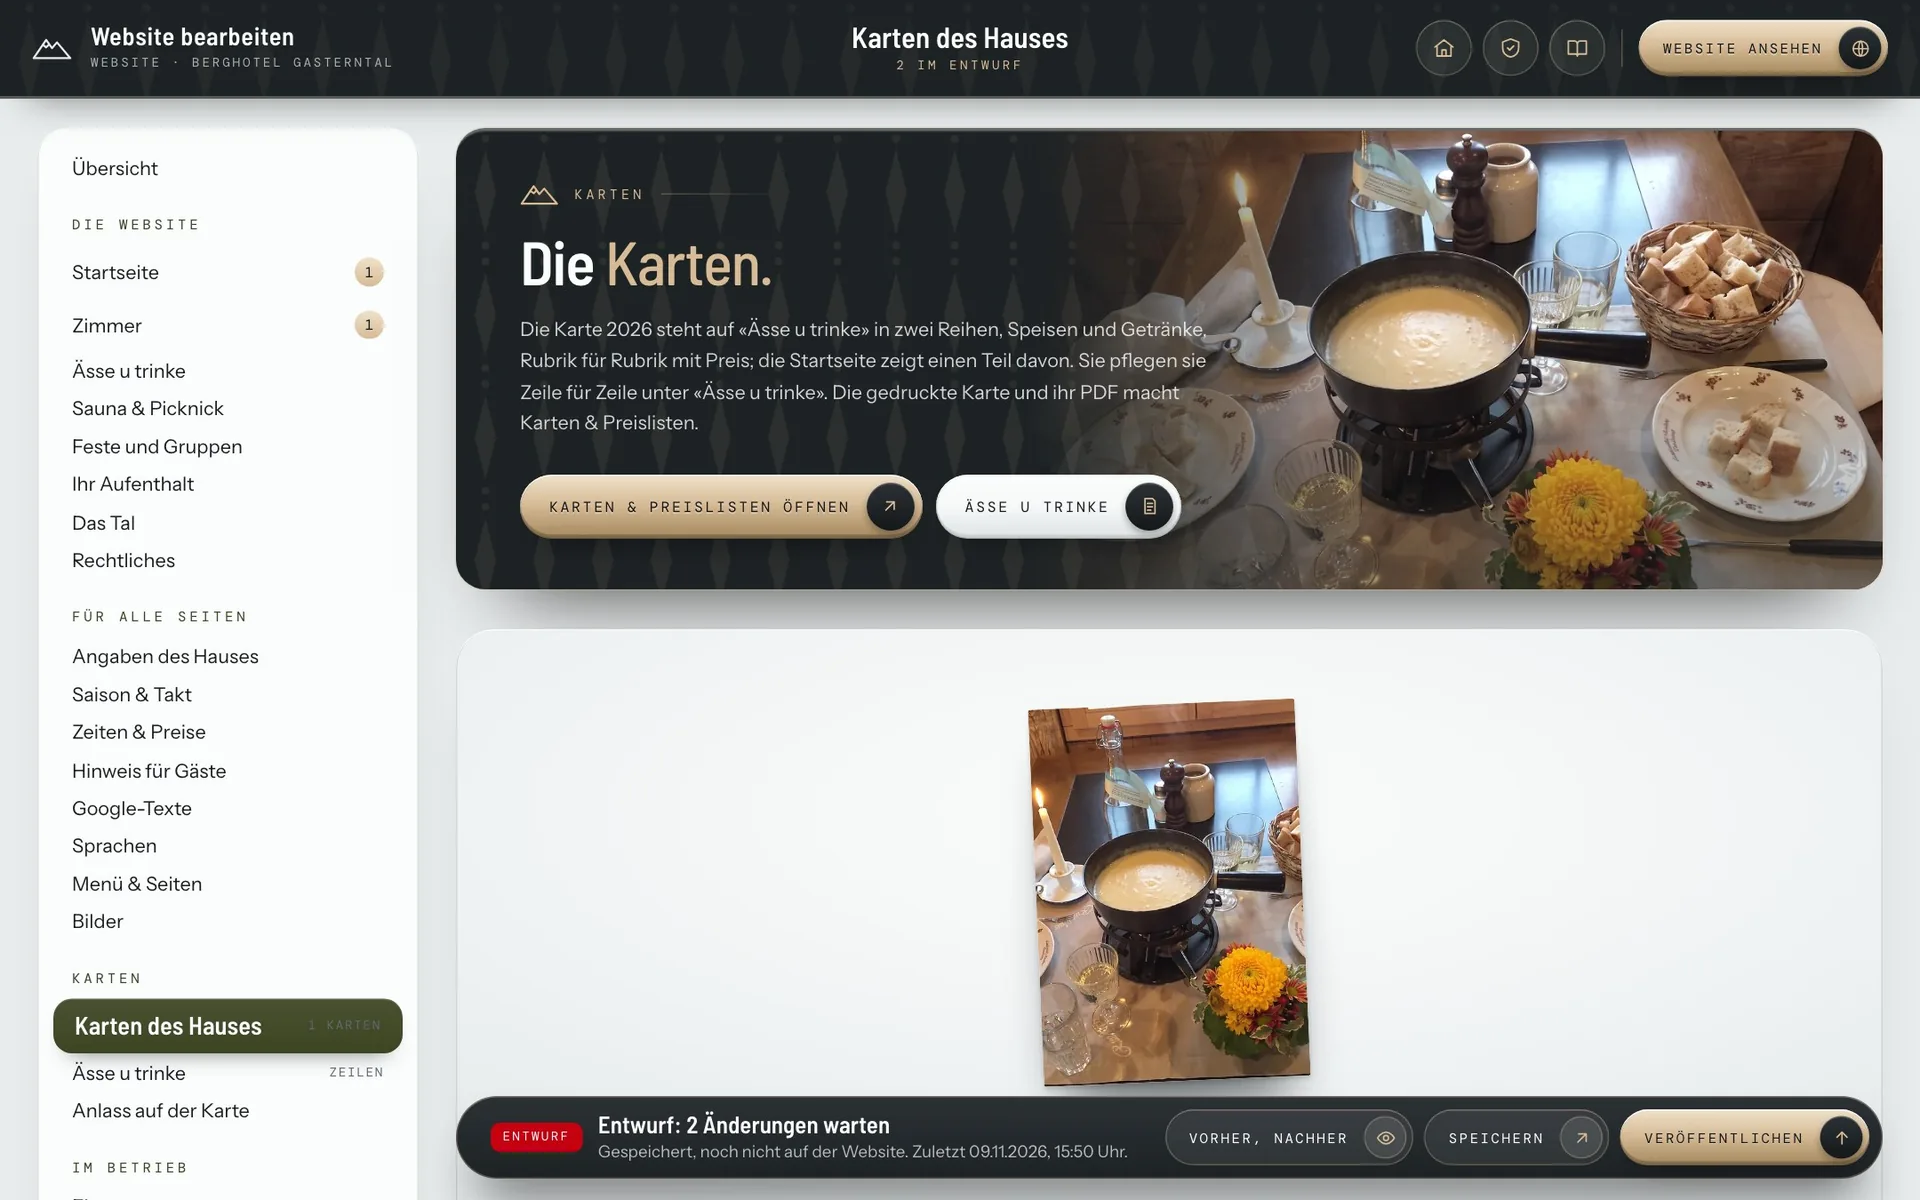 Website bearbeiten
WEBSITE · BERGHOTEL GASTERNTAL
Karten des Hauses
2 IM ENTWURF
WEBSITE ANSEHEN
Übersicht
DIE WEBSITE
Startseite 1
Zimmer 1
Ässe u trinke
Sauna & Picknick
Feste und Gruppen
Ihr Aufenthalt
Das Tal
Rechtliches
FÜR ALLE SEITEN
Angaben des Hauses
Saison & Takt
Zeiten & Preise
Hinweis für Gäste
Google-Texte
Sprachen
Menü & Seiten
Bilder
KARTEN
Karten des Hauses 1 KARTEN
Ässe u trinke ZEILEN
Anlass auf der Karte
IM BETRIEB
KARTEN
Die Karten.
Die Karte 2026 steht auf «Ässe u trinke» in zwei Reihen, Speisen und Getränke,
Rubrik für Rubrik mit Preis; die Startseite zeigt einen Teil davon. Sie pflegen sie
Zeile für Zeile unter «Ässe u trinke». Die gedruckte Karte und ihr PDF macht
Karten & Preislisten.
KARTEN & PREISLISTEN ÖFFNEN
ÄSSE U TRINKE
ENTWURF
Entwurf: 2 Änderungen warten
Gespeichert, noch nicht auf der Website. Zuletzt 09.11.2026, 15:50 Uhr.
VORHER, NACHHER
SPEICHERN
VERÖFFENTLICHEN